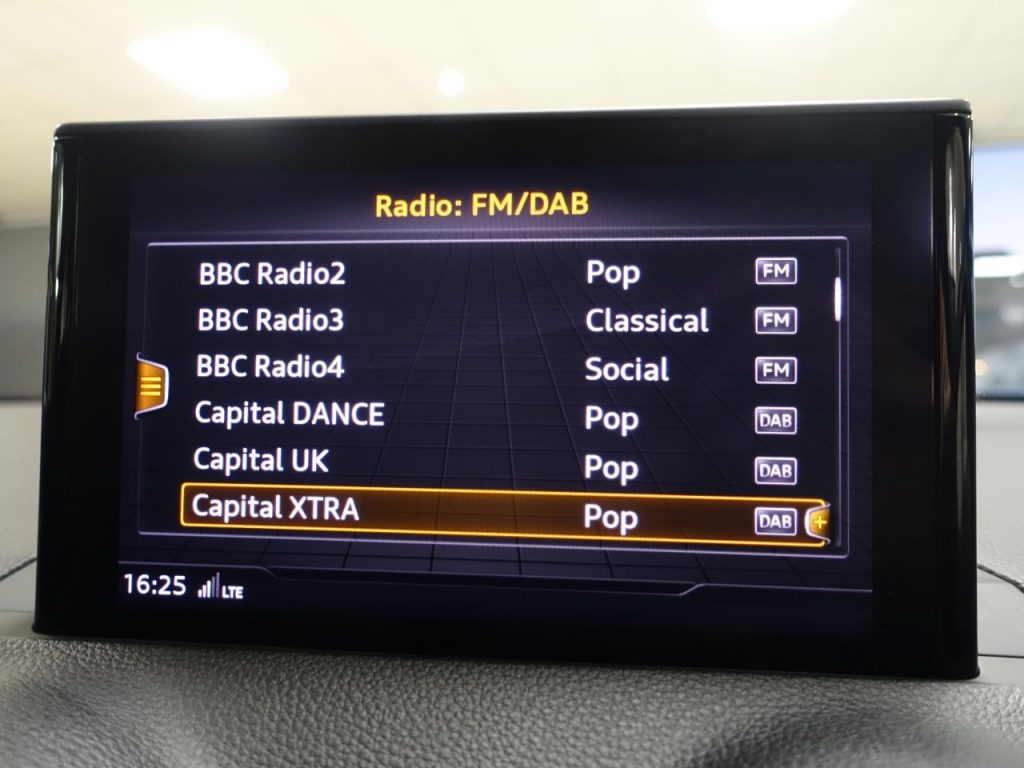 Radio: FM/DAB
BBC Radio2 Pop FM
BBC Radio3 Classical FM
BBC Radio4 Social FM
Capital DANCE Pop DAB
Capital UK Pop DAB
Capital XTRA Pop DAB +
16:25 LTE